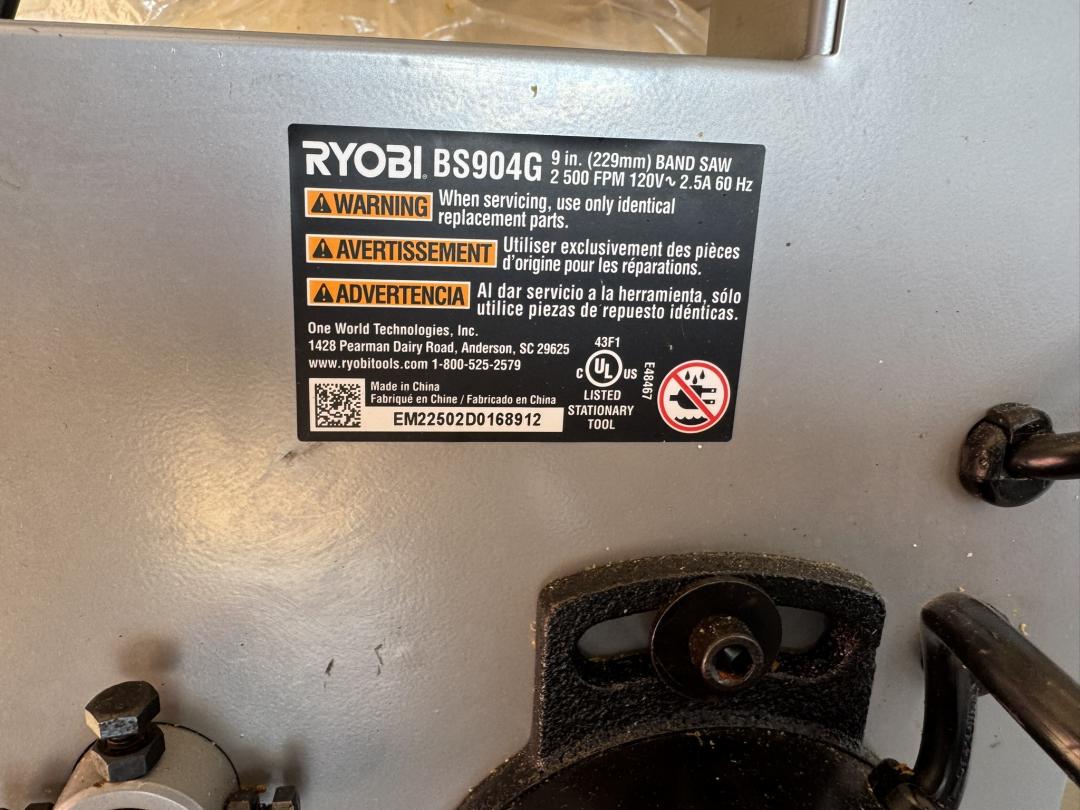 RYOBI BS904G 9 in. (229mm) BAND SAW
2 500 FPM 120V~ 2.5A 60 Hz
⚠ WARNING When servicing, use only identical
replacement parts.
⚠ AVERTISSEMENT Utiliser exclusivement des pièces
d'origine pour les réparations.
⚠ ADVERTENCIA Al dar servicio a la herramienta, sólo
utilice piezas de repuesto idénticas.
One World Technologies, Inc.
1428 Pearman Dairy Road, Anderson, SC 29625
www.ryobitools.com 1-800-525-2579
Made in China
Fabriqué en Chine / Fabricado en China
EM22502D0168912
43F1
C UL US
LISTED
STATIONARY
TOOL
E48467